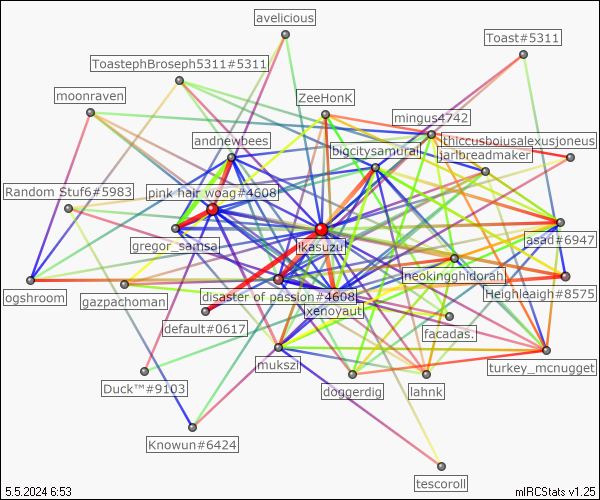 avelicious
Toast#5311
ToastephBroseph5311#5311
moonraven
ZeeHonK
mingus4742
andnewbees
thiccusboiusalexusjoneus
bigcitysamurai
jarlbreadmaker
Random Stuf6#5983
pink hair woag#4608
gregor_samsa
ikasuzu
asad#6947
neokingghidorah
ogshroom
gazpachoman
disaster of passion#4608
xenoyaut
Heighleaigh#8575
default#0617
facadas.
mukszi
turkey_mcnugget
Duck™#9103
doggerdig
lahnk
Knowun#6424
tescoroll
5.5.2024 6:53
mIRCStats v1.25